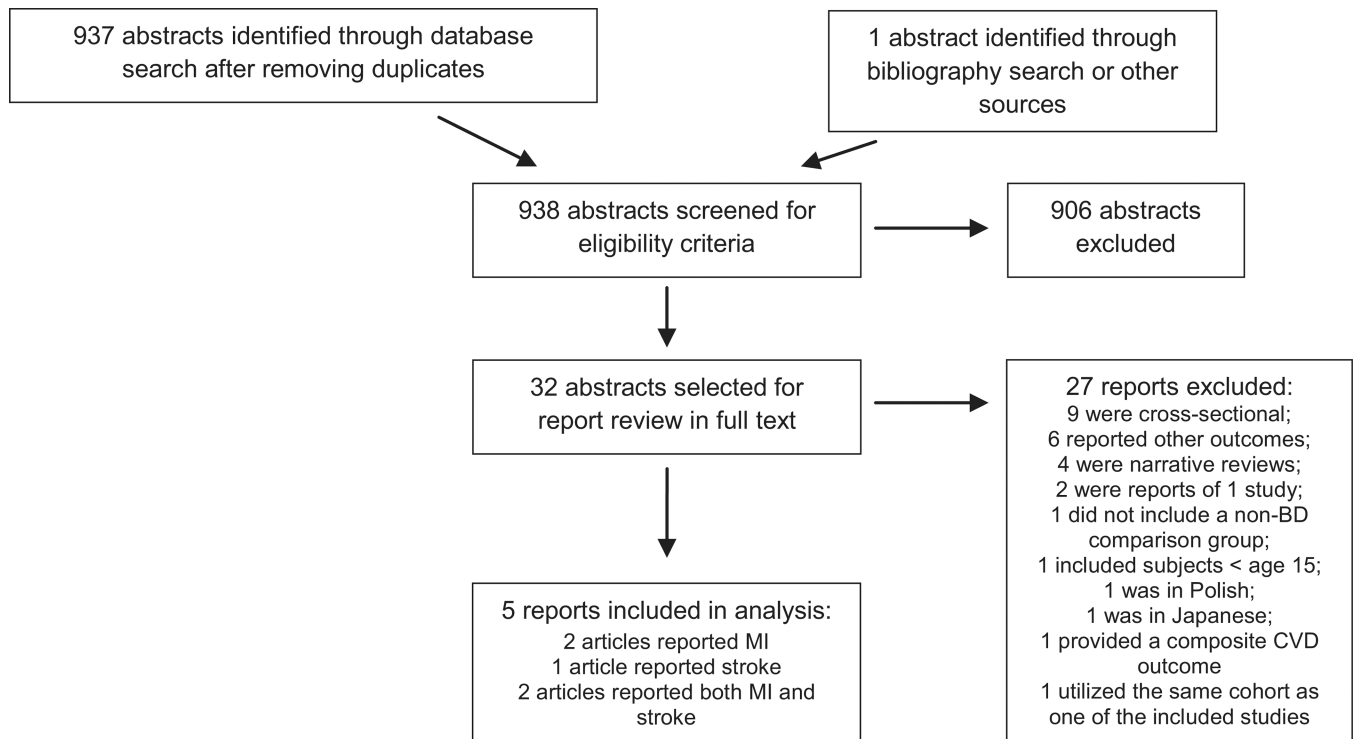 937 abstracts identified through database
search after removing duplicates
1 abstract identified through
bibliography search or other
sources
938 abstracts screened for
eligibility criteria
906 abstracts
excluded
32 abstracts selected for
report review in full text
27 reports excluded:
9 were cross-sectional;
6 reported other outcomes;
4 were narrative reviews;
2 were reports of 1 study;
1 did not include a non-BD
comparison group;
1 included subjects < age 15;
1 was in Polish;
1 was in Japanese;
1 provided a composite CVD
outcome
1 utilized the same cohort as
one of the included studies
5 reports included in analysis:
2 articles reported MI
1 article reported stroke
2 articles reported both MI and
stroke